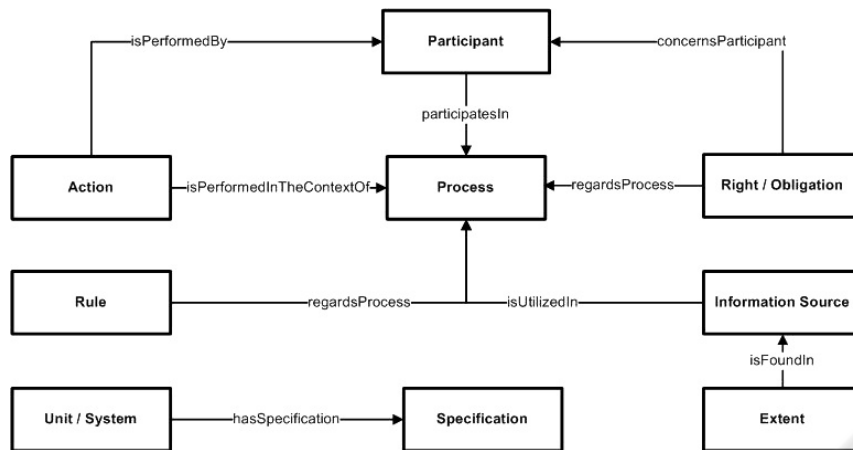 isPerformedBy
Participant
concernsParticipant
participatesIn
Action
isPerformedInTheContextOf
Process
regardsProcess
Right / Obligation
Rule
regardsProcess
isUtilizedIn
Information Source
isFoundIn
Unit / System
hasSpecification
Specification
Extent